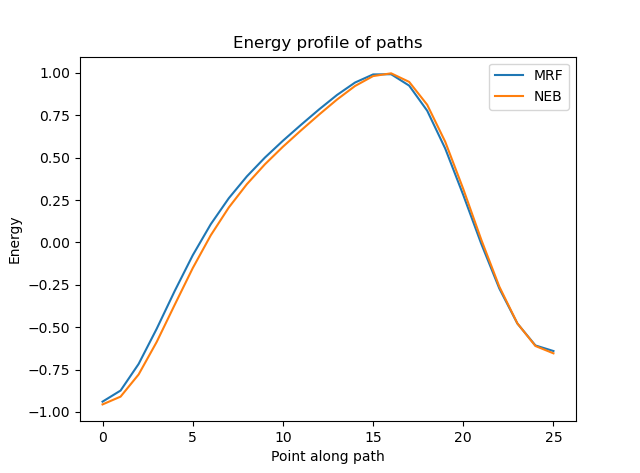 Energy profile of paths
MRF
NEB
Energy
1.00
0.75
0.50
0.25
0.00
−0.25
−0.50
−0.75
−1.00
0 5 10 15 20 25
Point along path